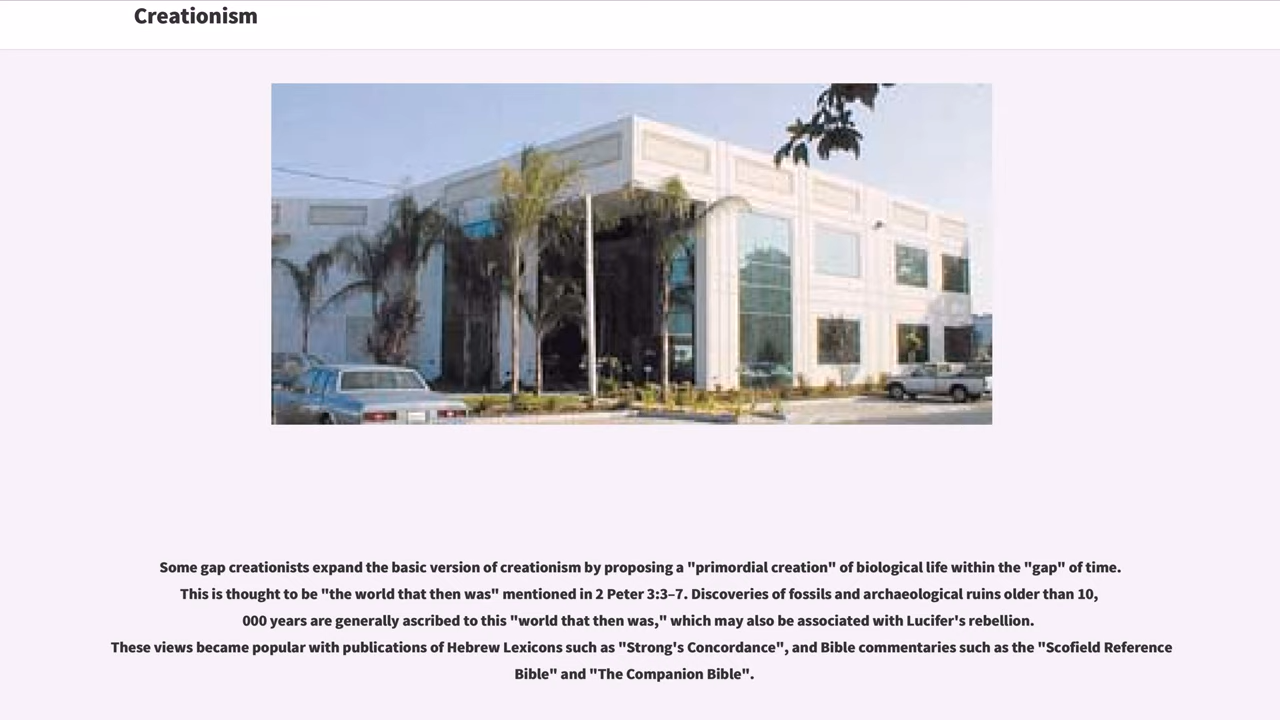 Creationism
Some gap creationists expand the basic version of creationism by proposing a "primordial creation" of biological life within the "gap" of time.
This is thought to be "the world that then was" mentioned in 2 Peter 3:3–7. Discoveries of fossils and archaeological ruins older than 10,
000 years are generally ascribed to this "world that then was," which may also be associated with Lucifer's rebellion.
These views became popular with publications of Hebrew Lexicons such as "Strong's Concordance", and Bible commentaries such as the "Scofield Reference
Bible" and "The Companion Bible".